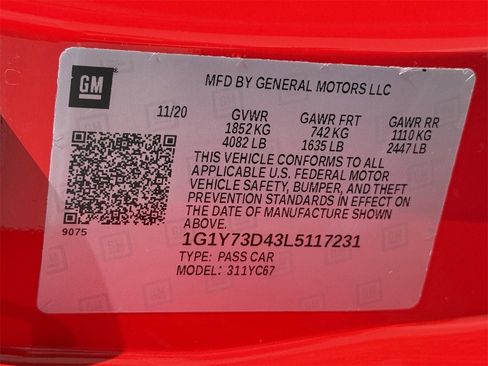 GM
MFD BY GENERAL MOTORS LLC
11/20 GVWR GAWR FRT GAWR RR
1852 KG 742 KG 1110 KG
4082 LB 1635 LB 2447 LB
THIS VEHICLE CONFORMS TO ALL
APPLICABLE U.S. FEDERAL MOTOR
VEHICLE SAFETY, BUMPER, AND THEFT
PREVENTION STANDARDS IN EFFECT ON
THE DATE OF MANUFACTURE SHOWN
ABOVE.
9075
1G1Y73D43L5117231
TYPE: PASS CAR
MODEL: 311YC67